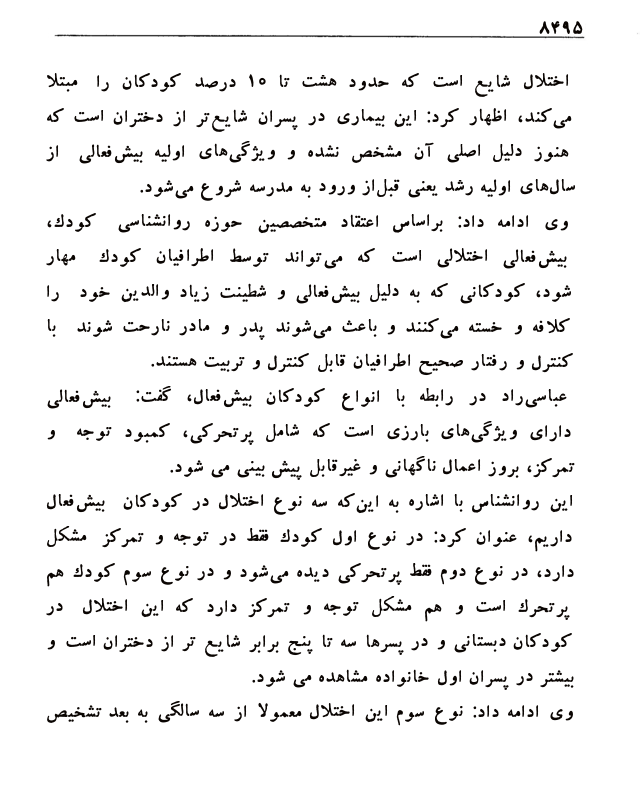 ۸۴۹۵
اختلال شایع است که حدود هشت تا ۱۰ درصد کودکان را مبتلا
می‌کند، اظهار کرد: این بیماری در پسران شایع‌تر از دختران است که
هنوز دلیل اصلی آن مشخص نشده و ویژگی‌های اولیه بیش‌فعالی از
سال‌های اولیه رشد یعنی قبل‌از ورود به مدرسه شروع می‌شود.
وی ادامه داد: براساس اعتقاد متخصصین حوزه روانشناسی کودك،
بیش‌فعالی اختلالی است که می‌تواند توسط اطرافیان کودك مهار
شود، کودکانی که به دلیل بیش‌فعالی و شطینت زیاد والدین خود را
کلافه و خسته می‌کنند و باعث می‌شوند پدر و مادر نارحت شوند با
کنترل و رفتار صحیح اطرافیان قابل کنترل و تربیت هستند.
عباسی‌راد در رابطه با انواع کودکان بیش‌فعال، گفت: بیش‌فعالی
دارای ویژگی‌های بارزی است که شامل پرتحرکی، کمبود توجه و
تمرکز، بروز اعمال ناگهانی و غیرقابل پیش بینی می شود.
این روانشناس با اشاره به این‌که سه نوع اختلال در کودکان بیش‌فعال
داریم، عنوان کرد: در نوع اول کودك فقط در توجه و تمرکز مشکل
دارد، در نوع دوم فقط پرتحرکی دیده می‌شود و در نوع سوم کودك هم
پرتحرك است و هم مشکل توجه و تمرکز دارد که این اختلال در
کودکان دبستانی و در پسرها سه تا پنج برابر شایع تر از دختران است و
بیشتر در پسران اول خانواده مشاهده می شود.
وی ادامه داد: نوع سوم این اختلال معمولا از سه سالگی به بعد تشخیص